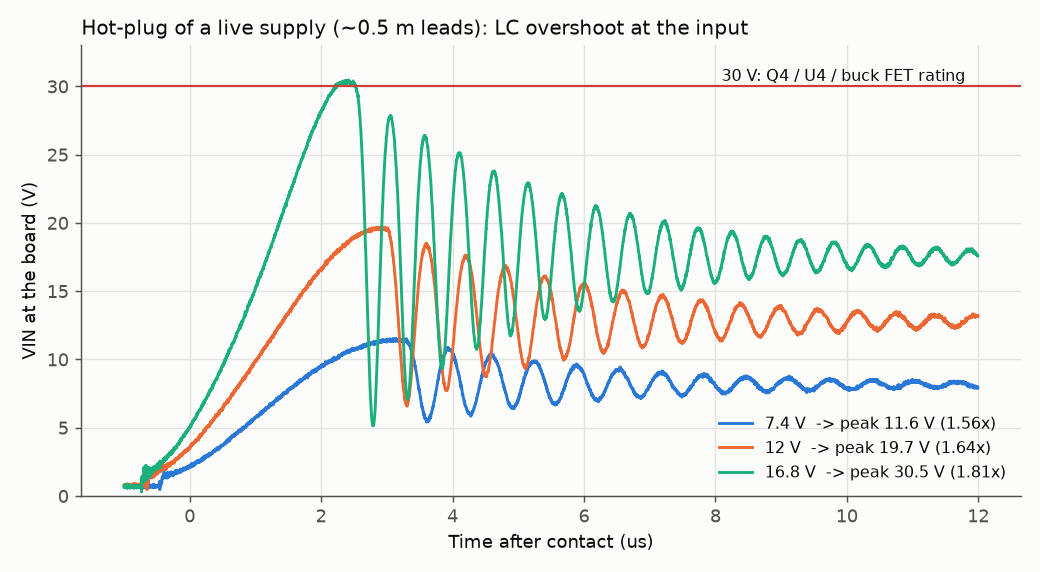 Hot-plug of a live supply (~0.5 m leads): LC overshoot at the input
30 V: Q4 / U4 / buck FET rating
VIN at the board (V)
30
25
20
15
10
5
0
7.4 V -> peak 11.6 V (1.56x)
12 V -> peak 19.7 V (1.64x)
16.8 V -> peak 30.5 V (1.81x)
0 2 4 6 8 10 12
Time after contact (us)